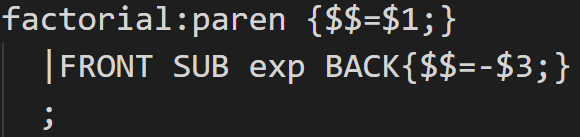 factorial:paren {$$=$1;}
|FRONT SUB exp BACK{$$=-$3;}
;